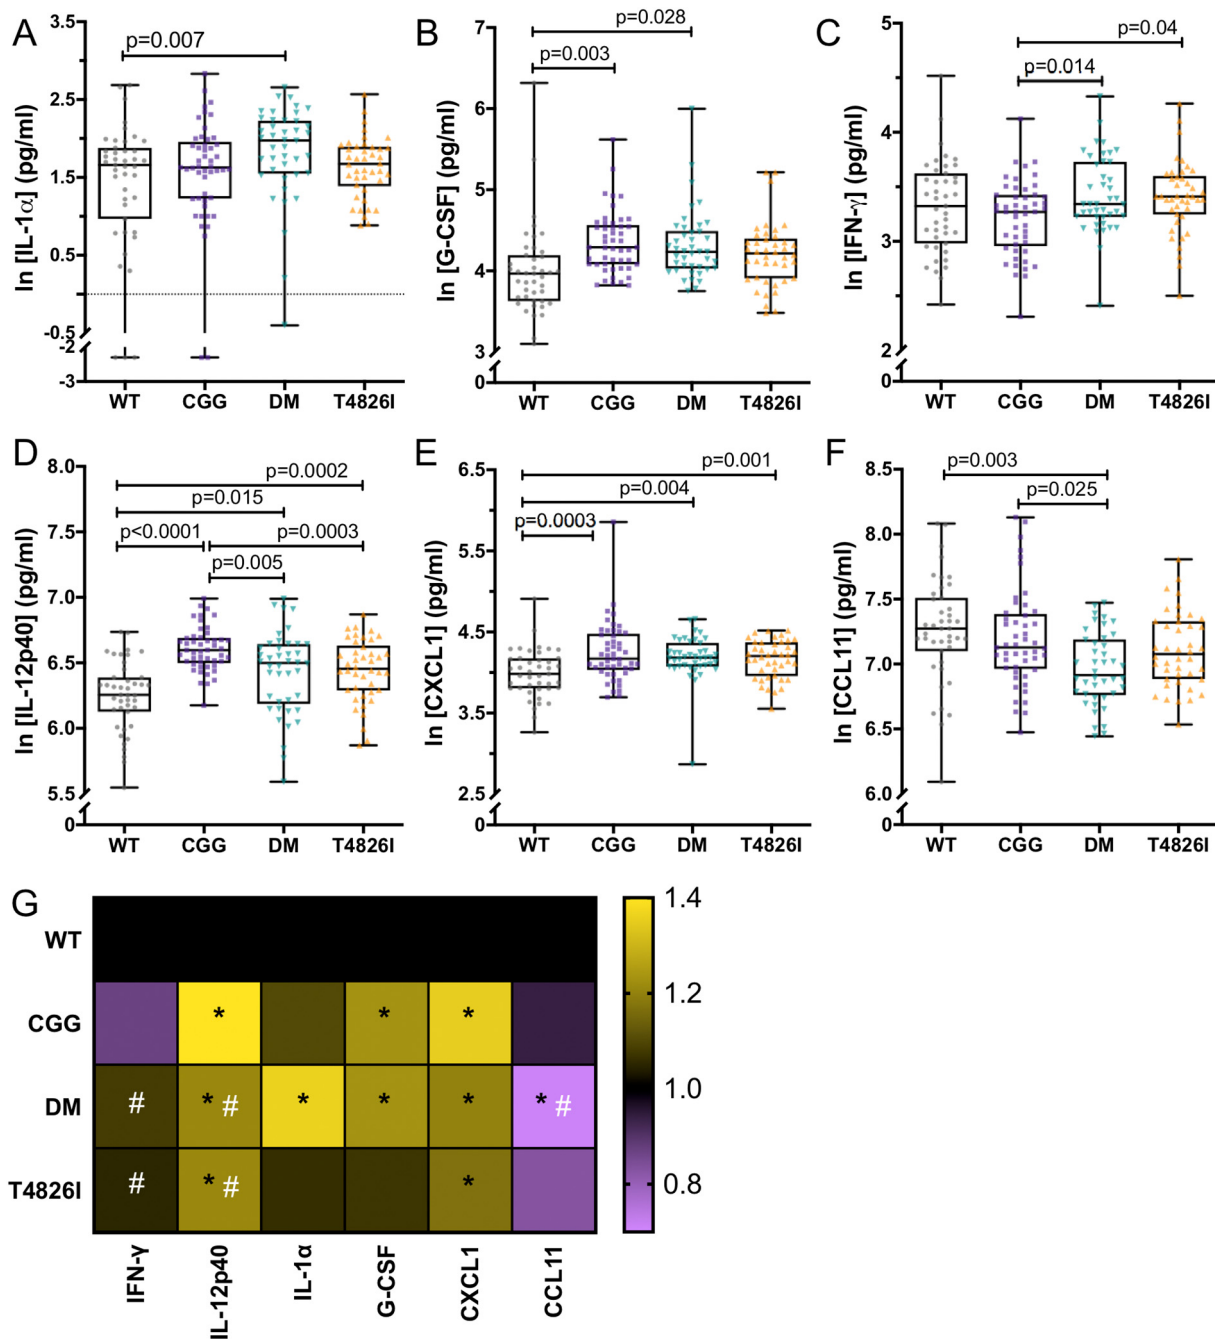 A
ln [IL-1α] (pg/ml)
3.5
2.5
1.5
0.5
-0.5
-2
-3
p=0.007
WT CGG DM T4826I
B
ln [G-CSF] (pg/ml)
7
6
5
4
3
0
p=0.028
p=0.003
WT CGG DM T4826I
C
ln [IFN-γ] (pg/ml)
5
4
3
2
0
p=0.04
p=0.014
WT CGG DM T4826I
D
ln [IL-12p40] (pg/ml)
8.0
7.5
7.0
6.5
6.0
5.5
0
p=0.0002
p=0.015
p<0.0001 p=0.0003
p=0.005
WT CGG DM T4826I
E
ln [CXCL1] (pg/ml)
6.5
5.5
4.5
3.5
2.5
0
p=0.001
p=0.004
p=0.0003
WT CGG DM T4826I
F
ln [CCL11] (pg/ml)
8.5
8.0
7.5
7.0
6.5
6.0
0
p=0.003
p=0.025
WT CGG DM T4826I
G
WT
CGG * * *
DM # * # * * * * #
T4826I # * # *
IFN-γ IL-12p40 IL-1α G-CSF CXCL1 CCL11
1.4
1.2
1.0
0.8